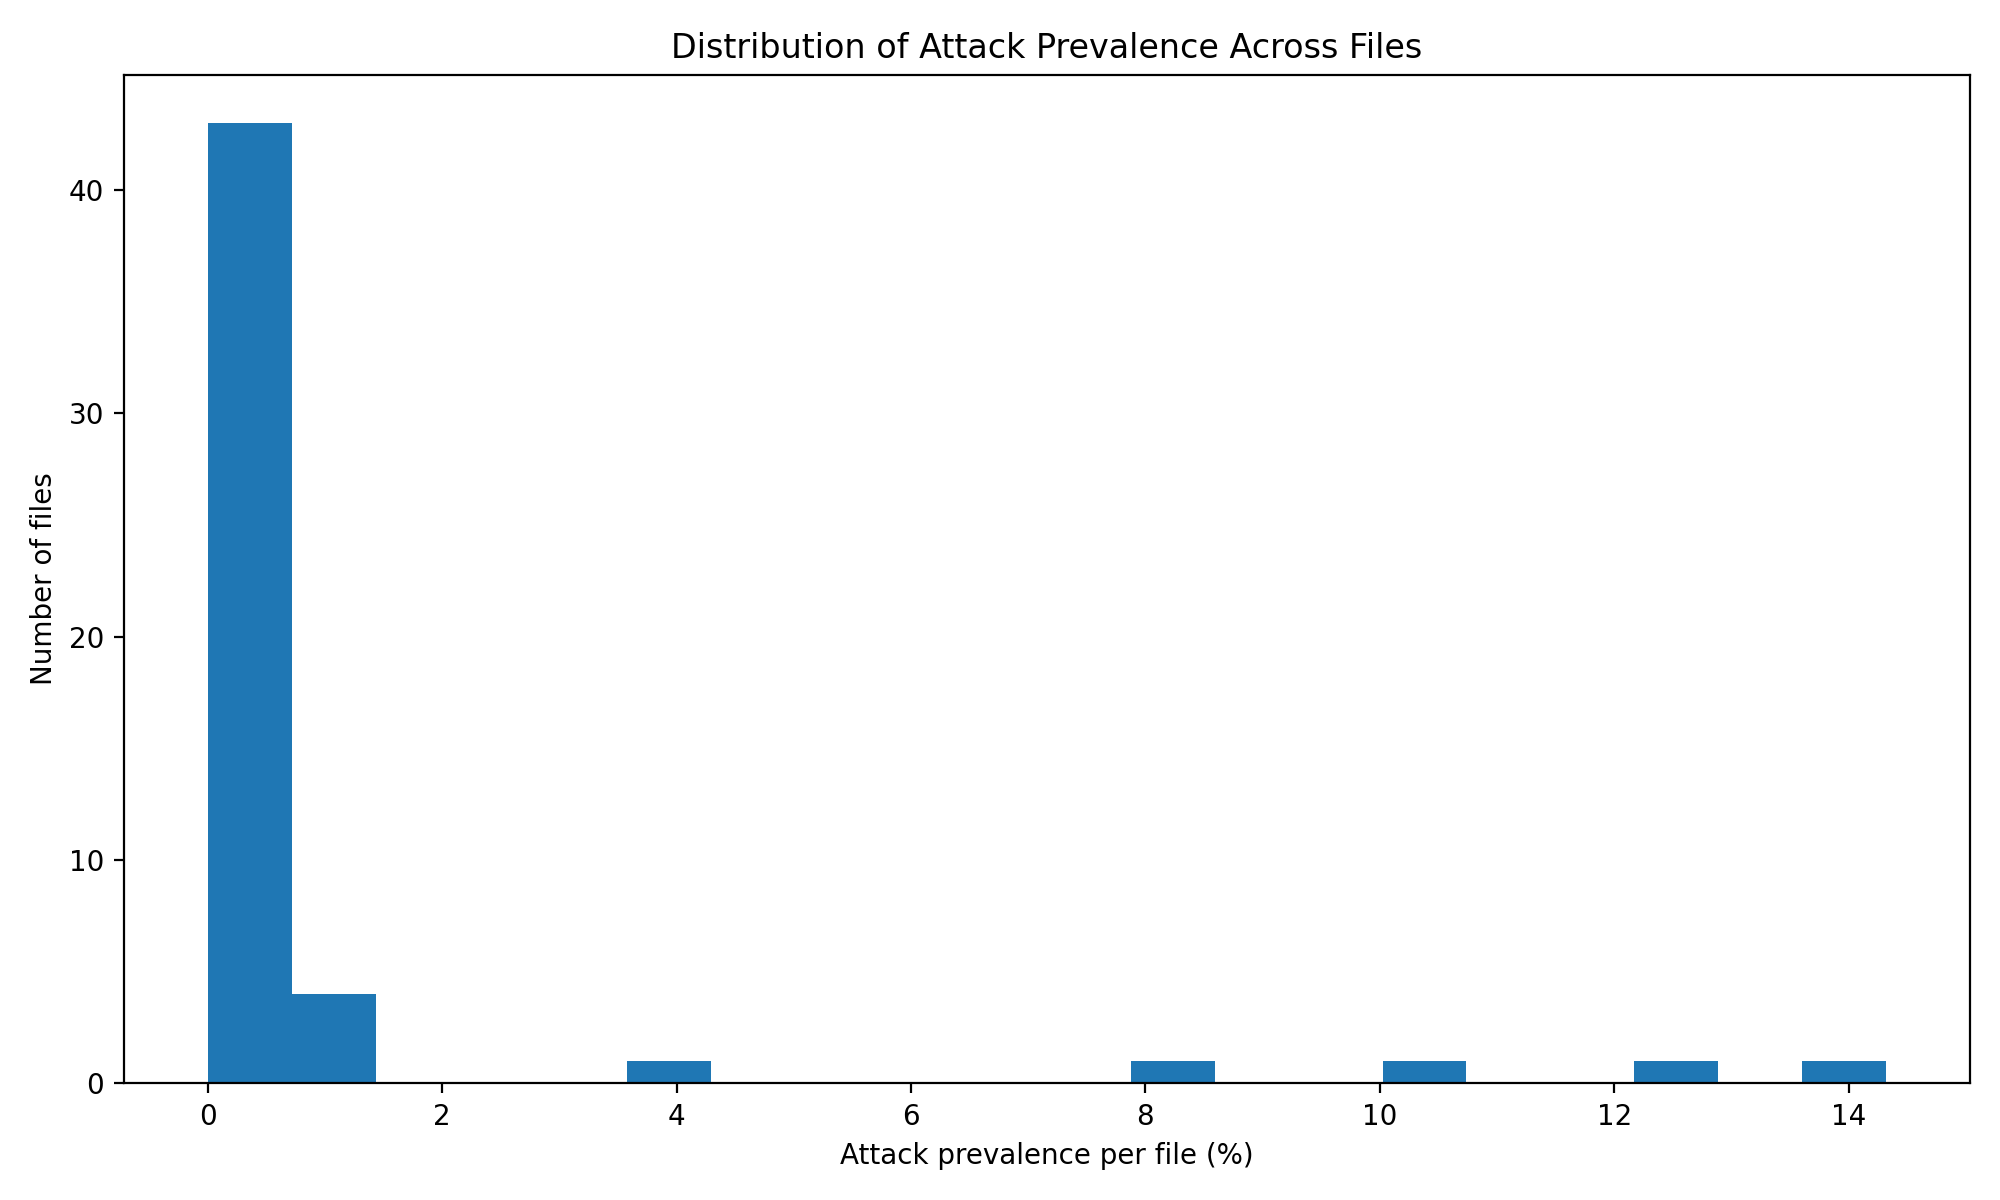 Distribution of Attack Prevalence Across Files
Number of files
40
30
20
10
0
0 2 4 6 8 10 12 14
Attack prevalence per file (%)